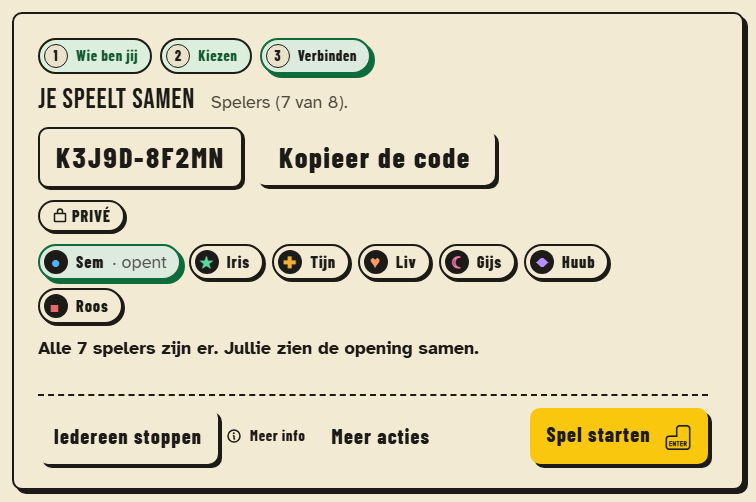 1 Wie ben jij 2 Kiezen 3 Verbinden
JE SPEELT SAMEN Spelers (7 van 8).
K3J9D-8F2MN Kopieer de code
PRIVÉ
Sem · opent Iris Tijn Liv Gijs Huub
Roos
Alle 7 spelers zijn er. Jullie zien de opening samen.
Iedereen stoppen Meer info Meer acties Spel starten ENTER